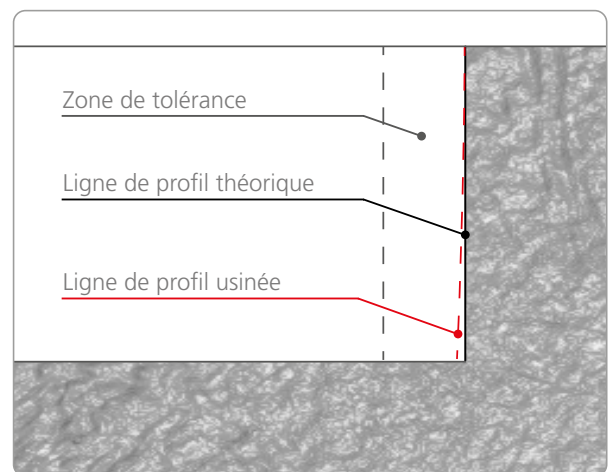 Zone de tolérance
Ligne de profil théorique
Ligne de profil usinée